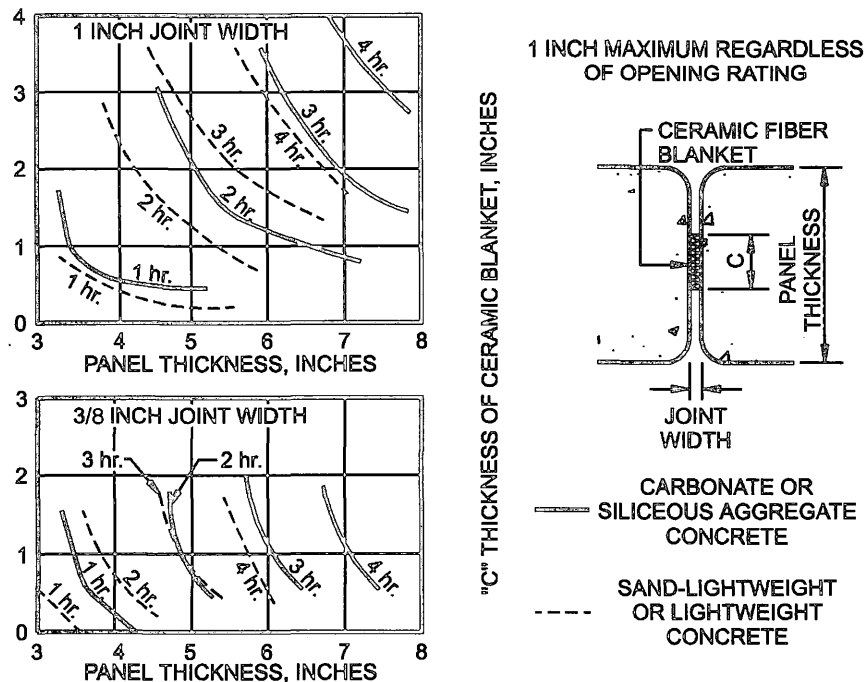 1 INCH JOINT WIDTH
4
3
2
1
0
1 hr.
1 hr.
2 hr.
2 hr.
3 hr.
3 hr.
4 hr.
4 hr.
3
4
5
6
7
8
PANEL THICKNESS, INCHES
3/8 INCH JOINT WIDTH
3
2
1
0
3 hr.
2 hr.
1 hr.
1 hr.
2 hr.
4 hr.
3 hr.
4 hr.
3
4
5
6
7
8
PANEL THICKNESS, INCHES
"C" THICKNESS OF CERAMIC BLANKET, INCHES
1 INCH MAXIMUM REGARDLESS
OF OPENING RATING
CERAMIC FIBER
BLANKET
C
PANEL
THICKNESS
JOINT
WIDTH
CARBONATE OR
SILICEOUS AGGREGATE
CONCRETE
SAND-LIGHTWEIGHT
OR LIGHTWEIGHT
CONCRETE